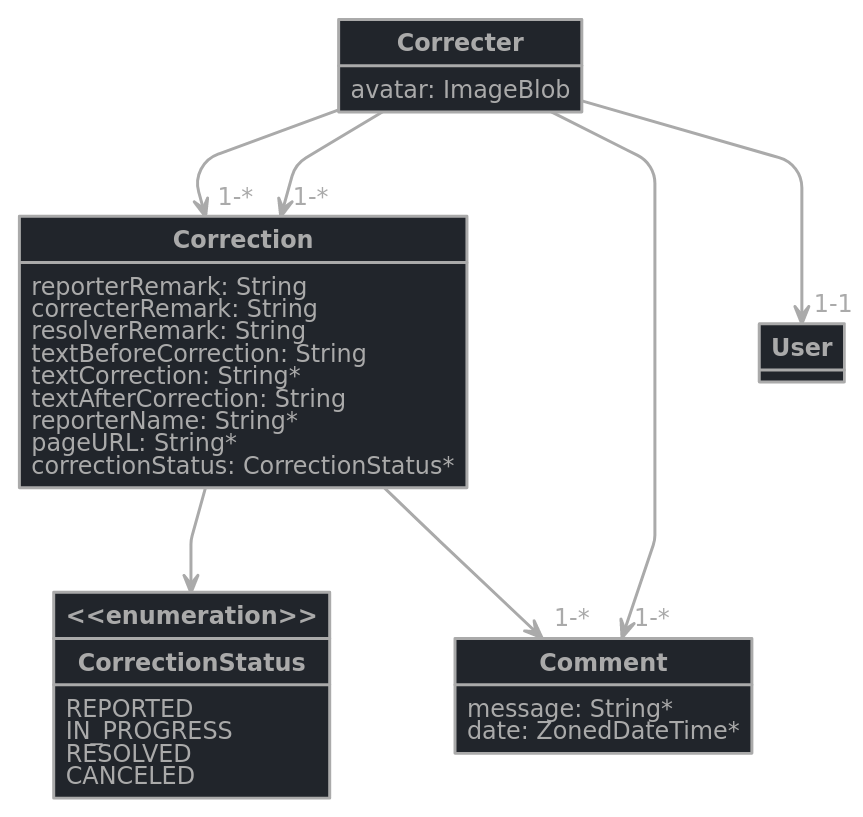 Correcter
avatar: ImageBlob
1-*
1-*
Correction
reporterRemark: String
correcterRemark: String
resolverRemark: String
textBeforeCorrection: String
textCorrection: String*
textAfterCorrection: String
reporterName: String*
pageURL: String*
correctionStatus: CorrectionStatus*
1-1
User
<<enumeration>>
CorrectionStatus
REPORTED
IN_PROGRESS
RESOLVED
CANCELED
1-*
1-*
Comment
message: String*
date: ZonedDateTime*